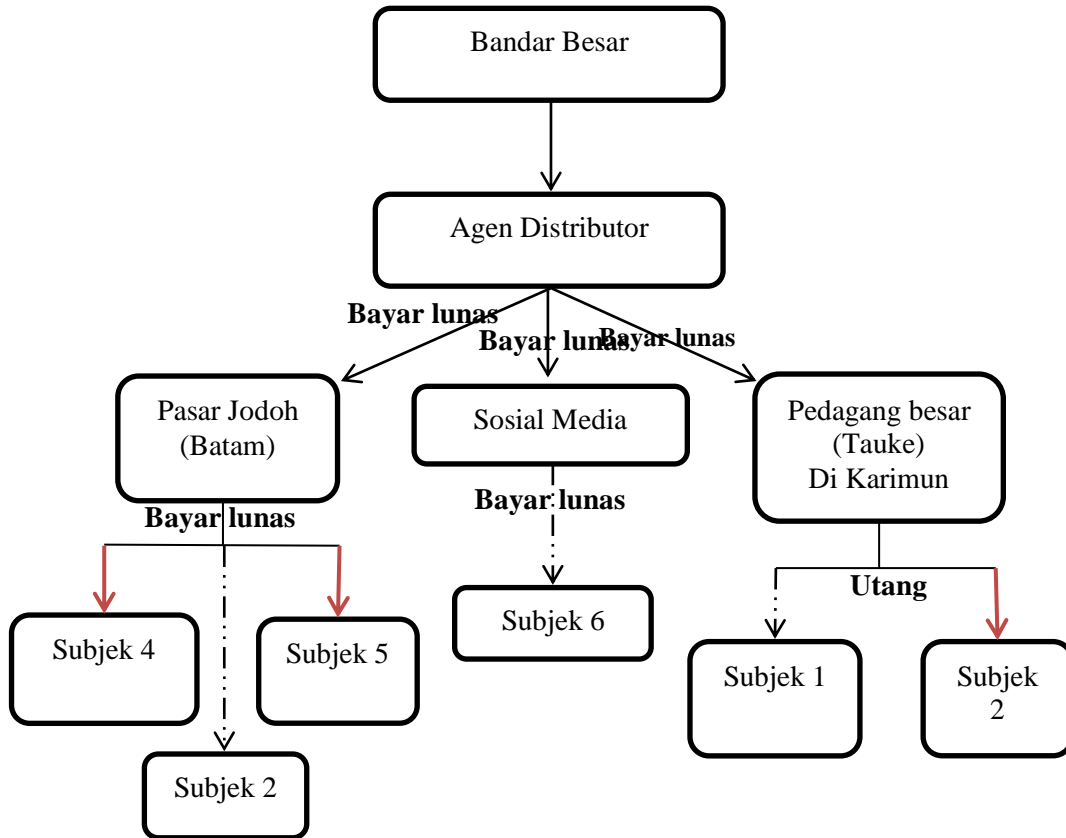 Bandar Besar
Agen Distributor
Bayar lunas
Bayar lunas
Bayar lunas
Pasar Jodoh
(Batam)
Sosial Media
Pedagang besar
(Tauke)
Di Karimun
Bayar lunas
Bayar lunas
Utang
Subjek 4
Subjek 5
Subjek 6
Subjek 1
Subjek
2
Subjek 2